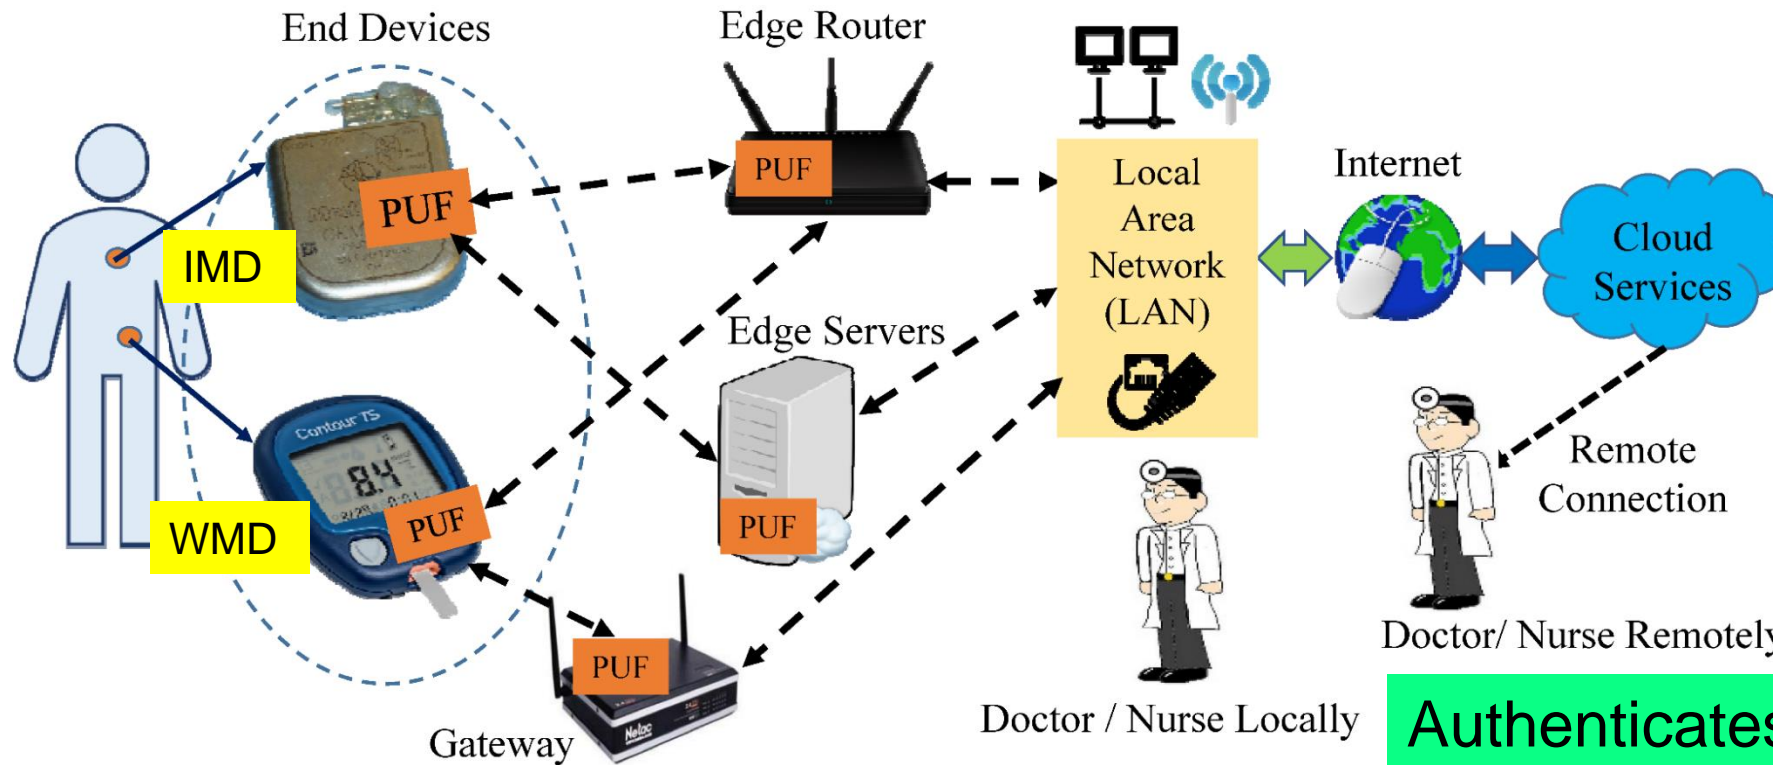 End Devices
Edge Router
PUF
PUF
IMD
Local
Area
Network
(LAN)
Internet
Cloud
Services
Edge Servers
Contour TS
8.4
PUF
WMD
PUF
Remote
Connection
PUF
Netac
Gateway
Doctor / Nurse Locally
Doctor/ Nurse Remotely
Authenticates